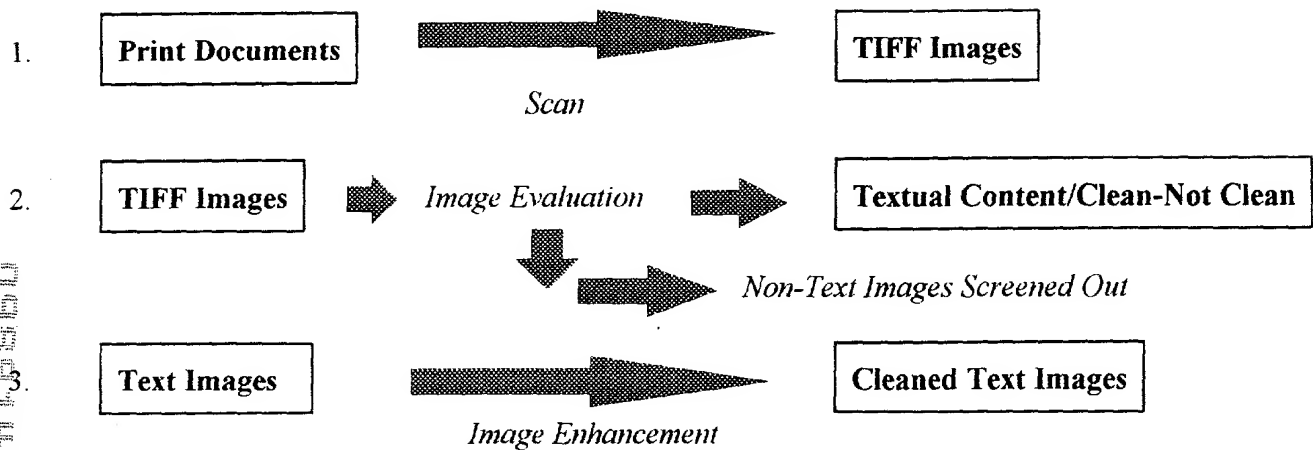 1. Print Documents TIFF Images
Scan
2. TIFF Images Image Evaluation Textual Content/Clean-Not Clean
Non-Text Images Screened Out
3. Text Images Cleaned Text Images
Image Enhancement